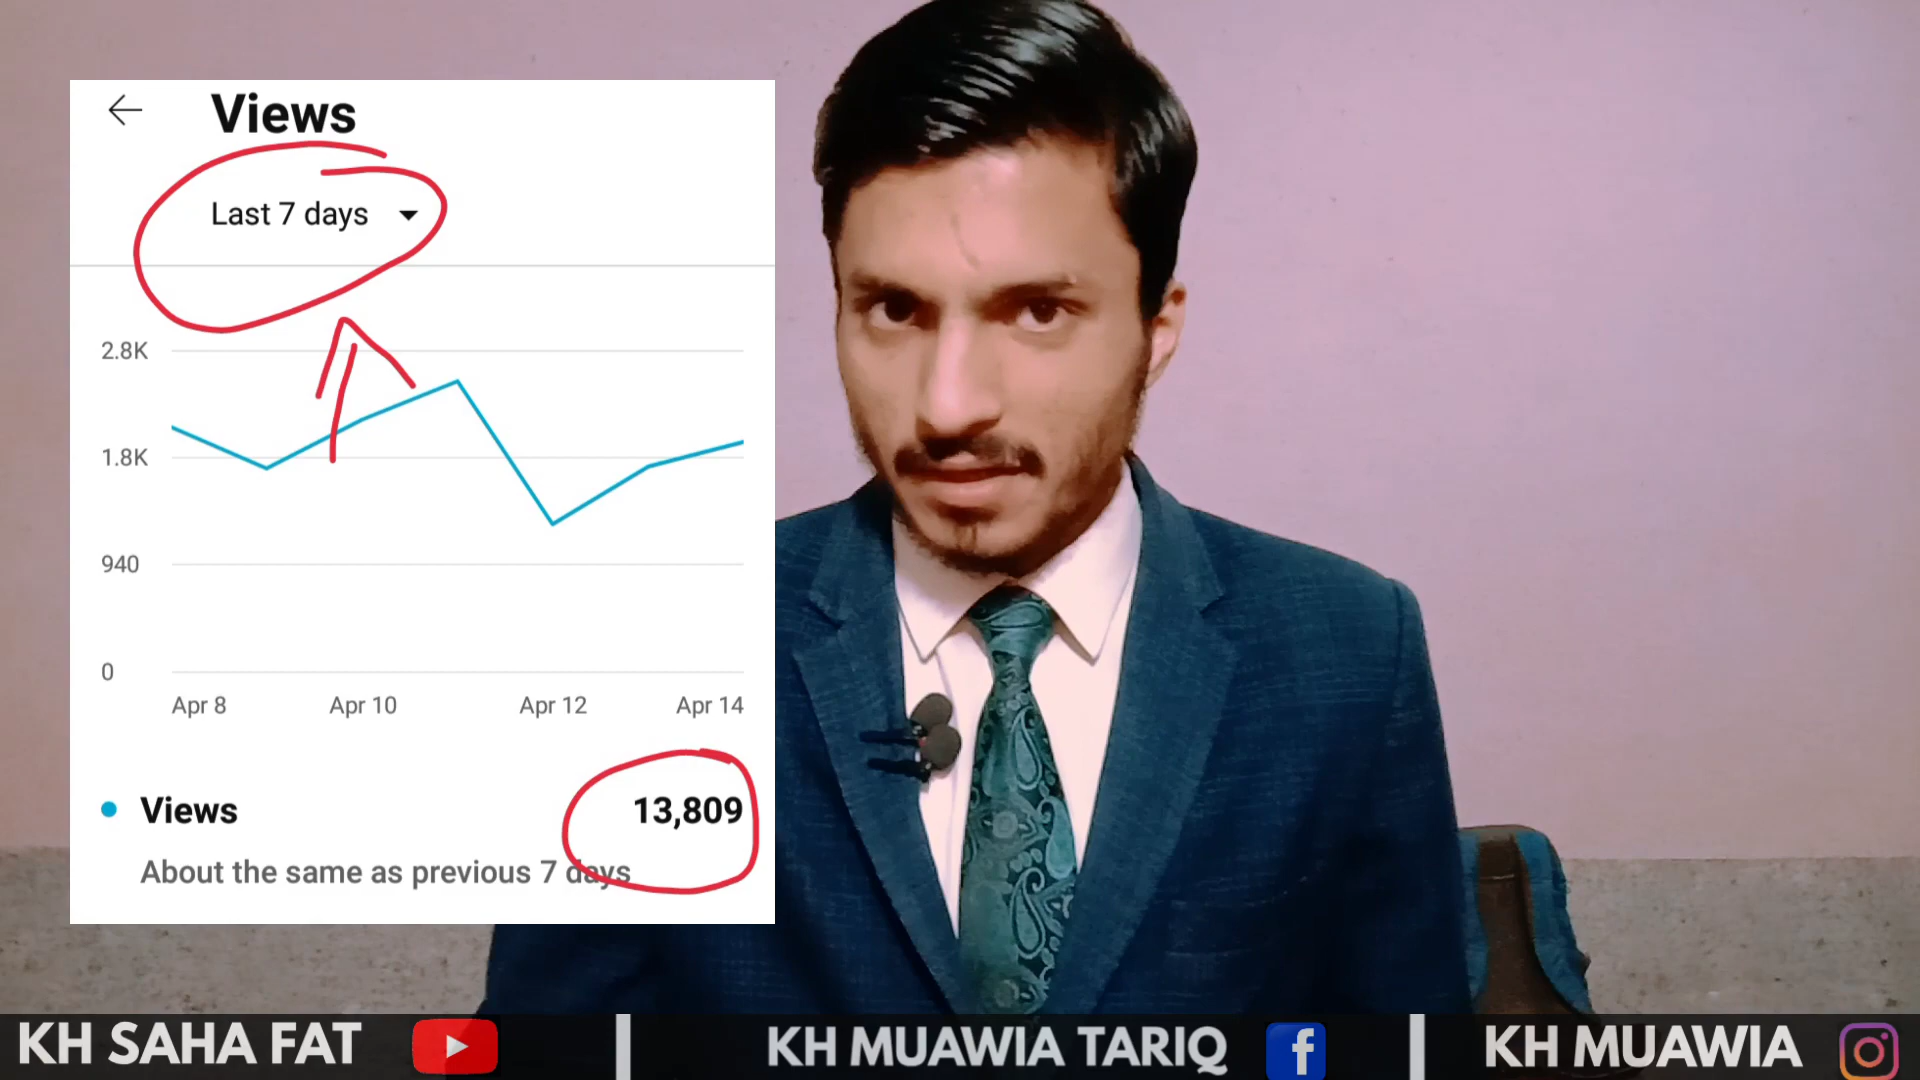 Views
Last 7 days
2.8K
1.8K
940
0
Apr 8 Apr 10 Apr 12 Apr 14
Views 13,809
About the same as previous 7 days
KH SAHA FAT KH MUAWIA TARIQ KH MUAWIA